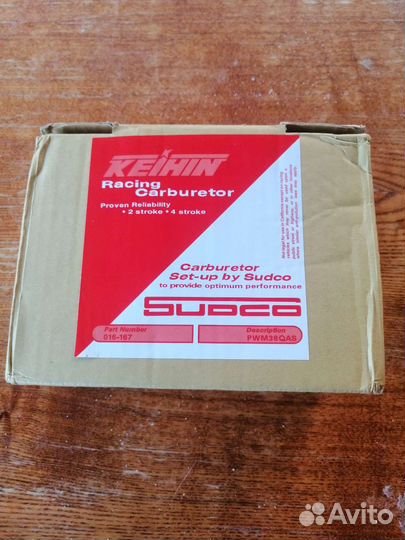 KEIHIN
Racing
Carburetor
Proven Reliability
• 2 stroke • 4 stroke
Carburetor
Set-up by Sudco
to provide optimum performance
SUDCO
Part Number
016-167
Description
PWM38QAS
Avito